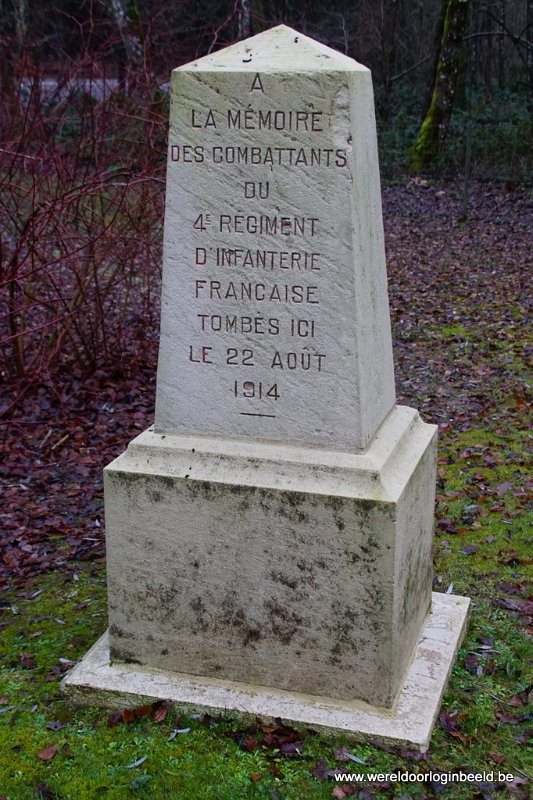 A
LA MÉMOIRE
DES COMBATTANTS
DU
4E RÉGIMENT
D'INFANTERIE
FRANÇAISE
TOMBÉS ICI
LE 22 AOÛT
1914
www.wereldoorloginbeeld.be